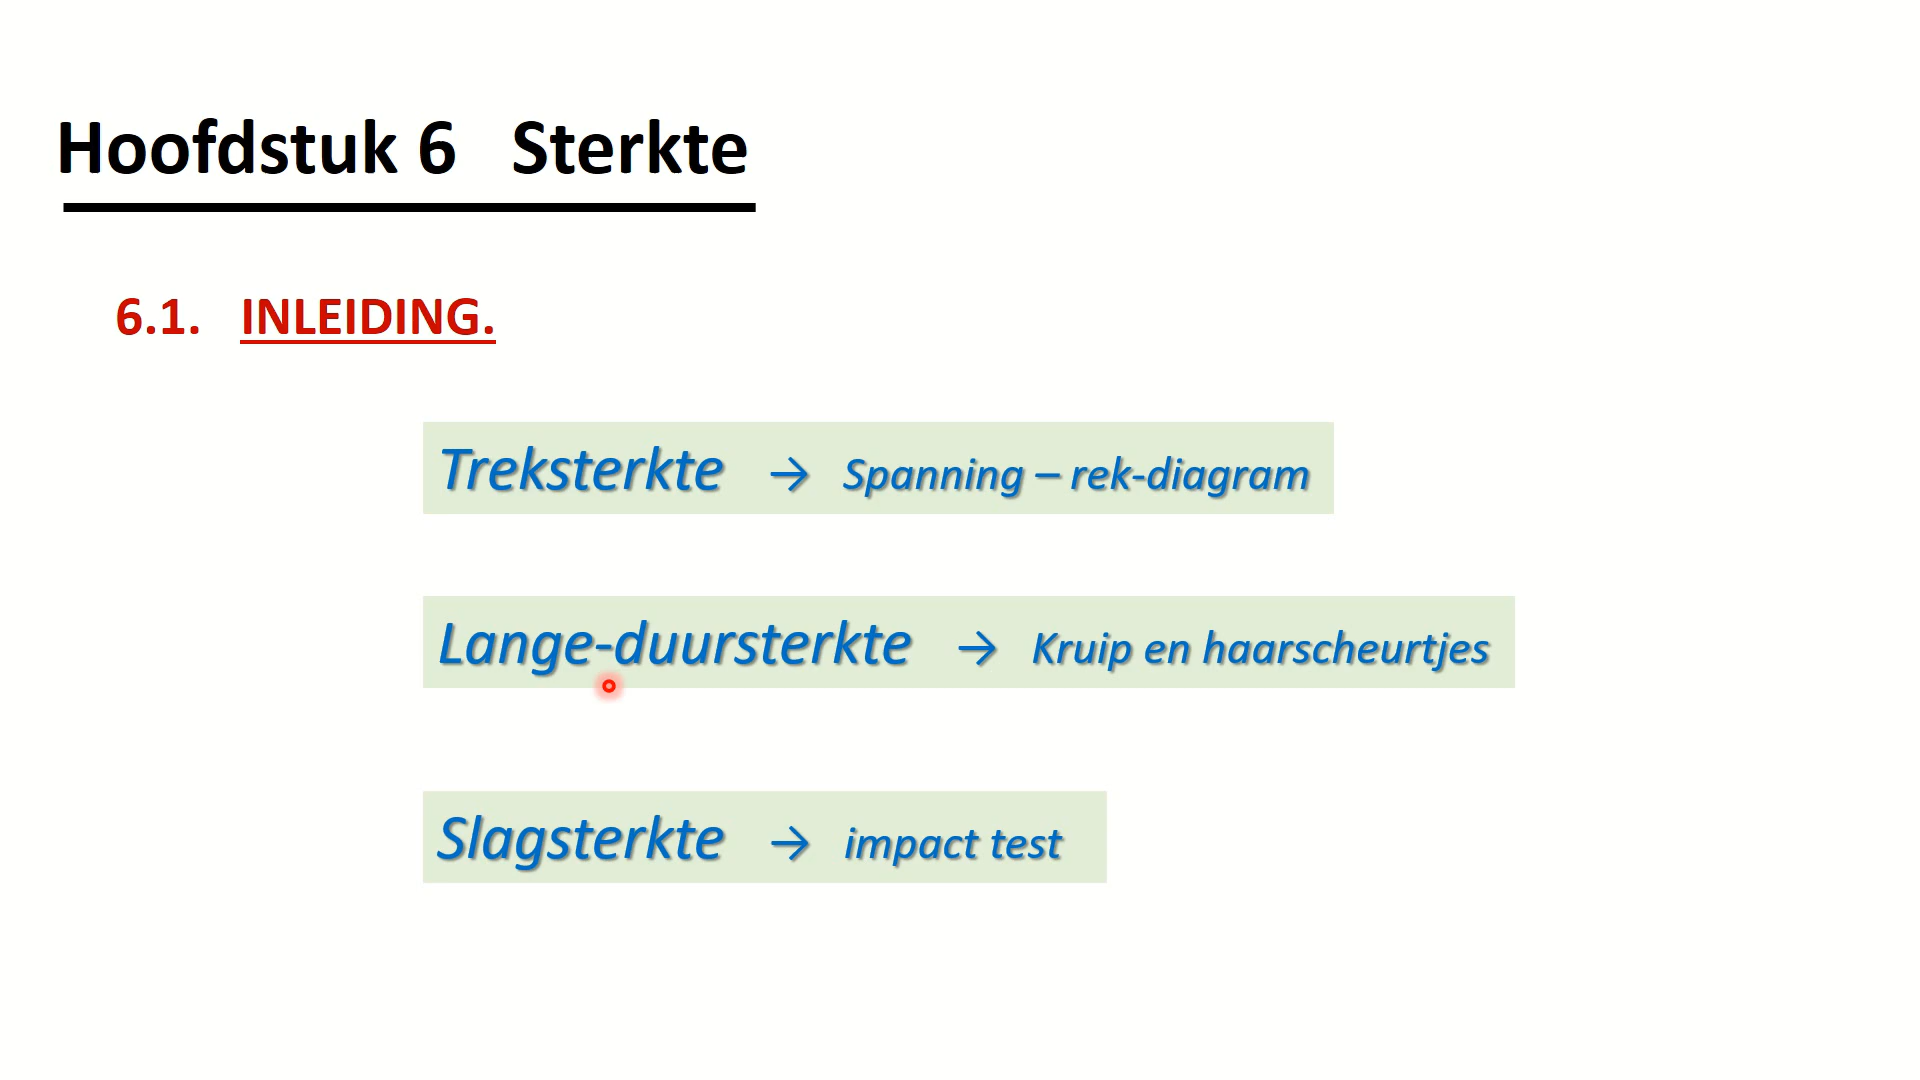 Hoofdstuk 6 Sterkte
6.1. INLEIDING.
Treksterkte → Spanning – rek-diagram
Lange-duursterkte → Kruip en haarscheurtjes
Slagsterkte → impact test